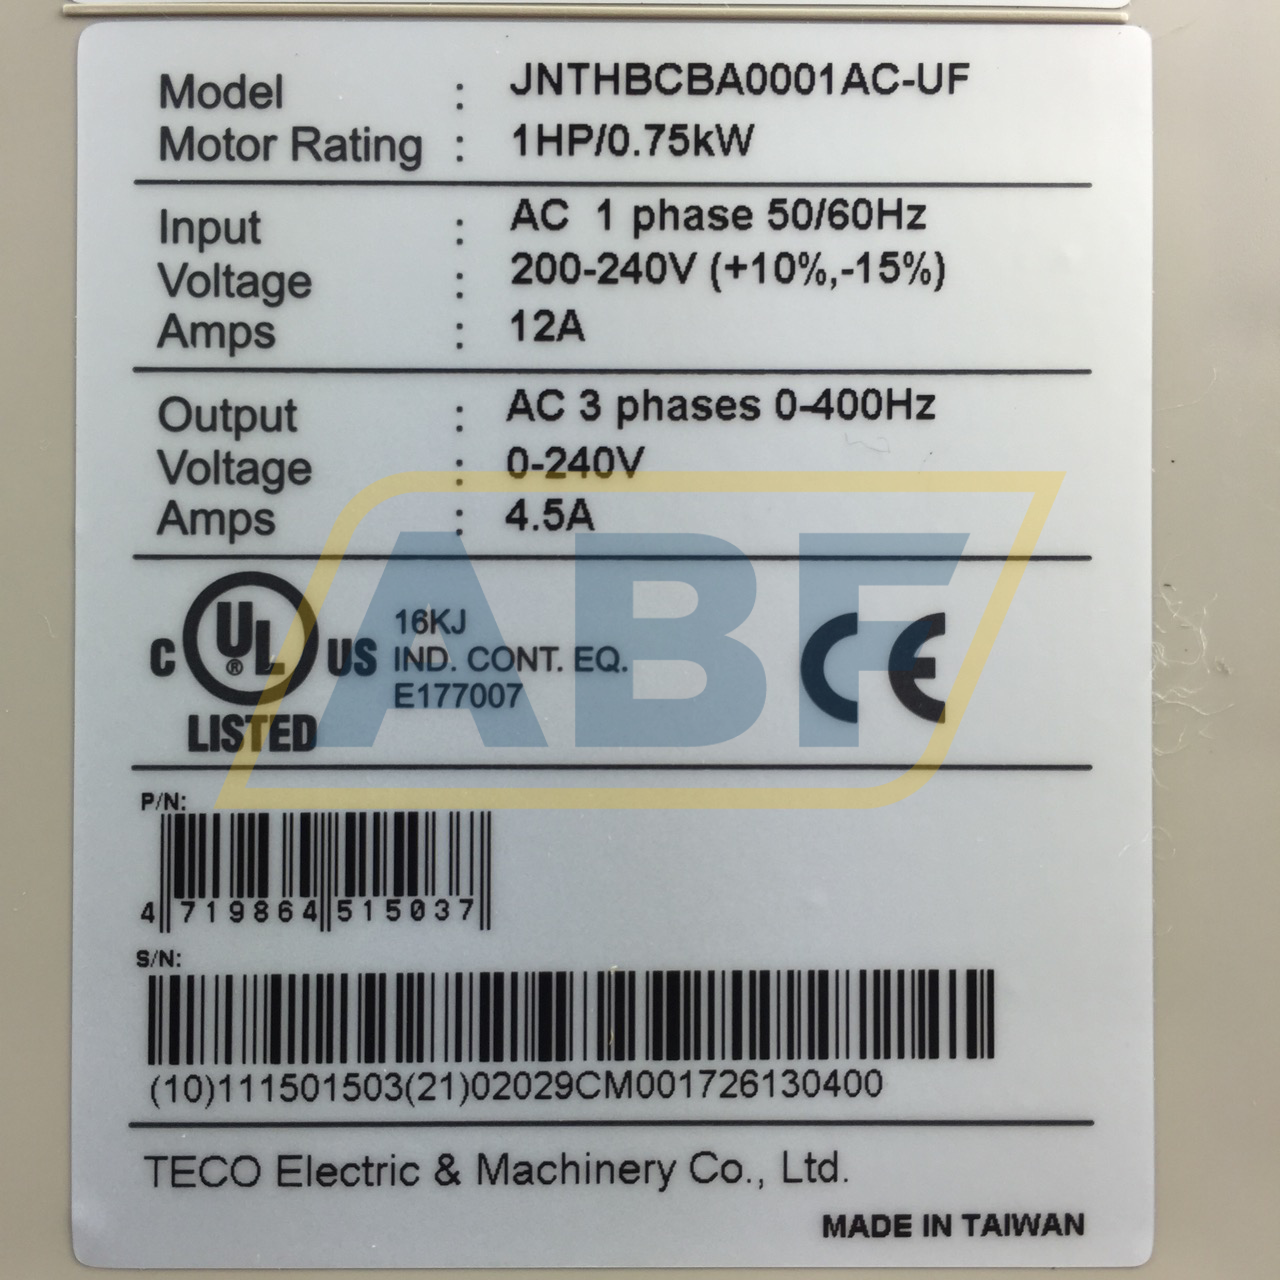 Model : JNTHBCBA0001AC-UF
Motor Rating : 1HP/0.75kW
Input : AC 1 phase 50/60Hz
Voltage : 200-240V (+10%,-15%)
Amps : 12A
Output : AC 3 phases 0-400Hz
Voltage : 0-240V
Amps : 4.5A
C UL ® US
LISTED
16KJ
IND. CONT. EQ.
E177007
CE
ABF
P/N:
4 719864 515037
S/N:
(10)111501503(21)02029CM001726130400
TECO Electric & Machinery Co., Ltd.
MADE IN TAIWAN